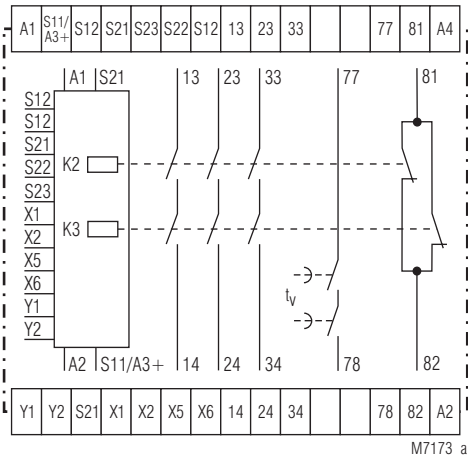 A1 S11/A3+ S12 S21 S23 S22 S12 13 23 33 77 81 A4
A1 S21 13 23 33 77 81
S12
S12
S21
S22
K2
S23
X1
K3
X2
X5
X6
tv
Y1
Y2
A2 S11/A3+ 14 24 34 78 82
Y1 Y2 S21 X1 X2 X5 X6 14 24 34 78 82 A2
M7173_a